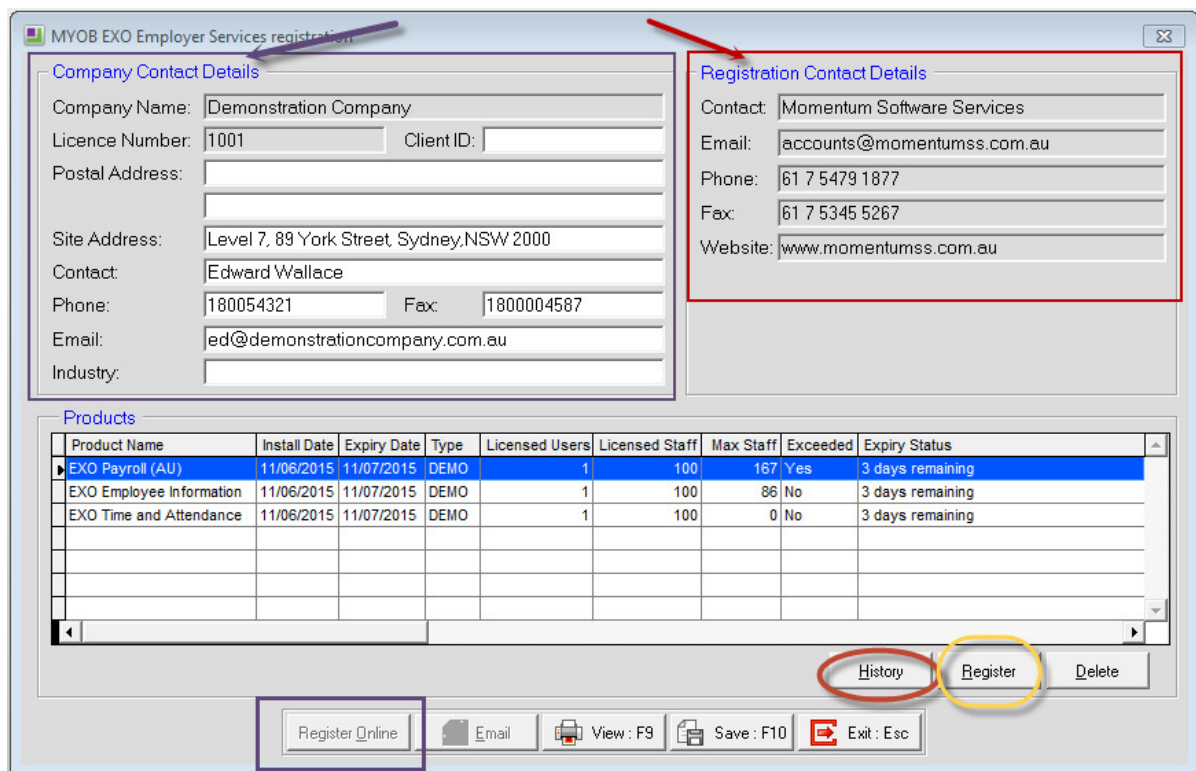 MYOB EXO Employer Services registration
Company Contact Details
Company Name: Demonstration Company
Licence Number: 1001 Client ID:
Postal Address:
Site Address: Level 7, 89 York Street, Sydney,NSW 2000
Contact: Edward Wallace
Phone: 180054321 Fax: 1800004587
Email: ed@demonstrationcompany.com.au
Industry:
Registration Contact Details
Contact: Momentum Software Services
Email: accounts@momentumss.com.au
Phone: 61 7 5479 1877
Fax: 61 7 5345 5267
Website: www.momentumss.com.au
Products
Product Name Install Date Expiry Date Type Licensed Users Licensed Staff Max Staff Exceeded Expiry Status
EXO Payroll (AU) 11/06/2015 11/07/2015 DEMO 1 100 167 Yes 3 days remaining
EXO Employee Information 11/06/2015 11/07/2015 DEMO 1 100 86 No 3 days remaining
EXO Time and Attendance 11/06/2015 11/07/2015 DEMO 1 100 0 No 3 days remaining
History Register Delete
Register Online Email View : F9 Save : F10 Exit : Esc